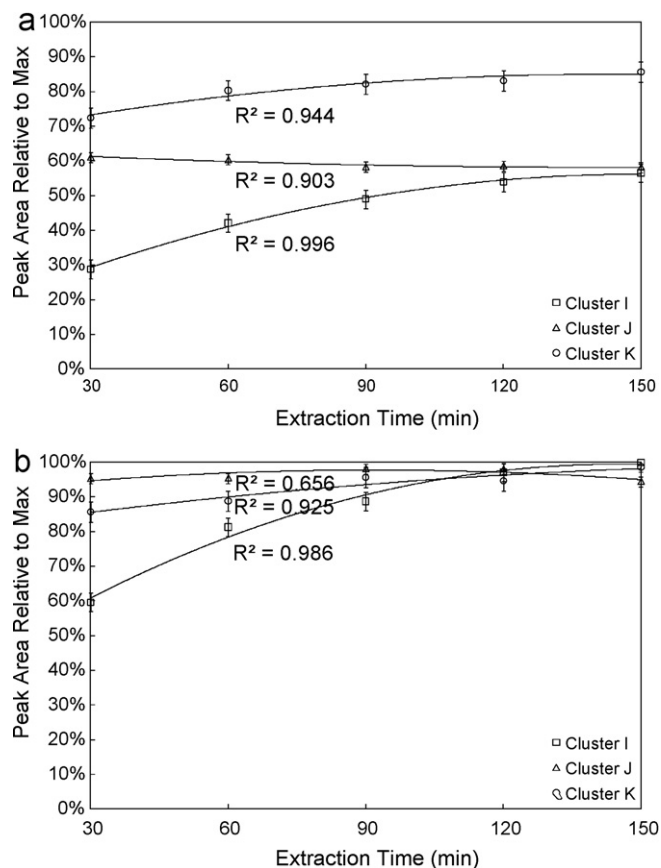 a
100%
90%
80%
70%
60%
50%
40%
30%
20%
10%
0%
Peak Area Relative to Max
R² = 0.944
R² = 0.903
R² = 0.996
Cluster I
Cluster J
Cluster K
30 60 90 120 150
Extraction Time (min)
b
100%
90%
80%
70%
60%
50%
40%
30%
20%
10%
0%
Peak Area Relative to Max
R² = 0.656
R² = 0.925
R² = 0.986
Cluster I
Cluster J
Cluster K
30 60 90 120 150
Extraction Time (min)